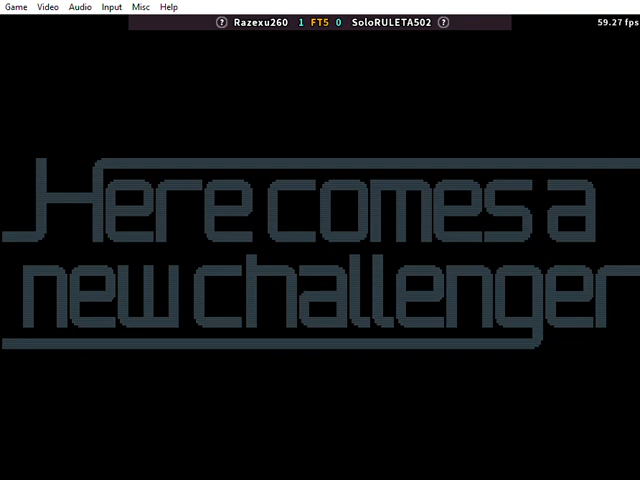 Game Video Audio Input Misc Help
? Razexu260 1 FT5 0 SoloRULETA502 ?
59.27 fps
Here comes a
new challenger